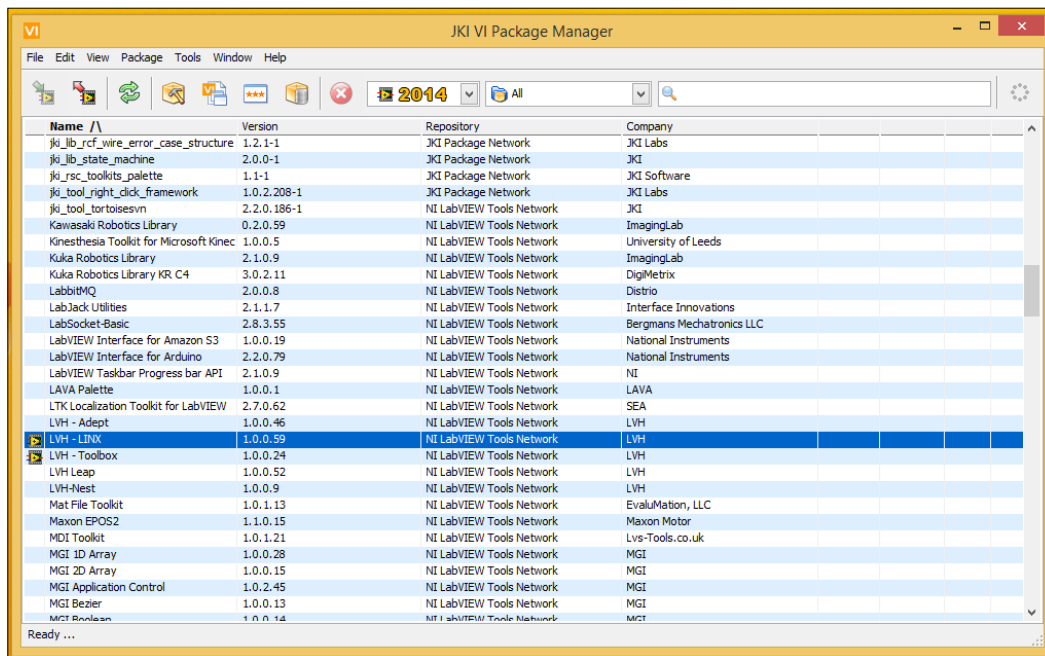 VI JKI VI Package Manager
File Edit View Package Tools Window Help
2014 All
Name /\ Version Repository Company
jki_lib_rcf_wire_error_case_structure 1.2.1-1 JKI Package Network JKI Labs
jki_lib_state_machine 2.0.0-1 JKI Package Network JKI
jki_rsc_toolkits_palette 1.1-1 JKI Package Network JKI Software
jki_tool_right_click_framework 1.0.2.208-1 JKI Package Network JKI Labs
jki_tool_tortoisesvn 2.2.0.186-1 NI LabVIEW Tools Network JKI
Kawasaki Robotics Library 0.2.0.59 NI LabVIEW Tools Network ImagingLab
Kinesthesia Toolkit for Microsoft Kinec 1.0.0.5 NI LabVIEW Tools Network University of Leeds
Kuka Robotics Library 2.1.0.9 NI LabVIEW Tools Network ImagingLab
Kuka Robotics Library KR C4 3.0.2.11 NI LabVIEW Tools Network DigiMetrix
LabbitMQ 2.0.0.8 NI LabVIEW Tools Network Distrio
LabJack Utilities 2.1.1.7 NI LabVIEW Tools Network Interface Innovations
LabSocket-Basic 2.8.3.55 NI LabVIEW Tools Network Bergmans Mechatronics LLC
LabVIEW Interface for Amazon S3 1.0.0.19 NI LabVIEW Tools Network National Instruments
LabVIEW Interface for Arduino 2.2.0.79 NI LabVIEW Tools Network National Instruments
LabVIEW Taskbar Progress bar API 2.1.0.9 NI LabVIEW Tools Network NI
LAVA Palette 1.0.0.1 NI LabVIEW Tools Network LAVA
LTK Localization Toolkit for LabVIEW 2.7.0.62 NI LabVIEW Tools Network SEA
LVH - Adept 1.0.0.46 NI LabVIEW Tools Network LVH
LVH - LINX 1.0.0.59 NI LabVIEW Tools Network LVH
LVH - Toolbox 1.0.0.24 NI LabVIEW Tools Network LVH
LVH Leap 1.0.0.52 NI LabVIEW Tools Network LVH
LVH-Nest 1.0.0.9 NI LabVIEW Tools Network LVH
Mat File Toolkit 1.0.1.13 NI LabVIEW Tools Network EvaluMation, LLC
Maxon EPOS2 1.1.0.15 NI LabVIEW Tools Network Maxon Motor
MDI Toolkit 1.0.1.21 NI LabVIEW Tools Network Lvs-Tools.co.uk
MGI 1D Array 1.0.0.28 NI LabVIEW Tools Network MGI
MGI 2D Array 1.0.0.15 NI LabVIEW Tools Network MGI
MGI Application Control 1.0.2.45 NI LabVIEW Tools Network MGI
MGI Bezier 1.0.0.13 NI LabVIEW Tools Network MGI
MGI Boolean 1.0.0.14 NI LabVIEW Tools Network MGI
Ready ...